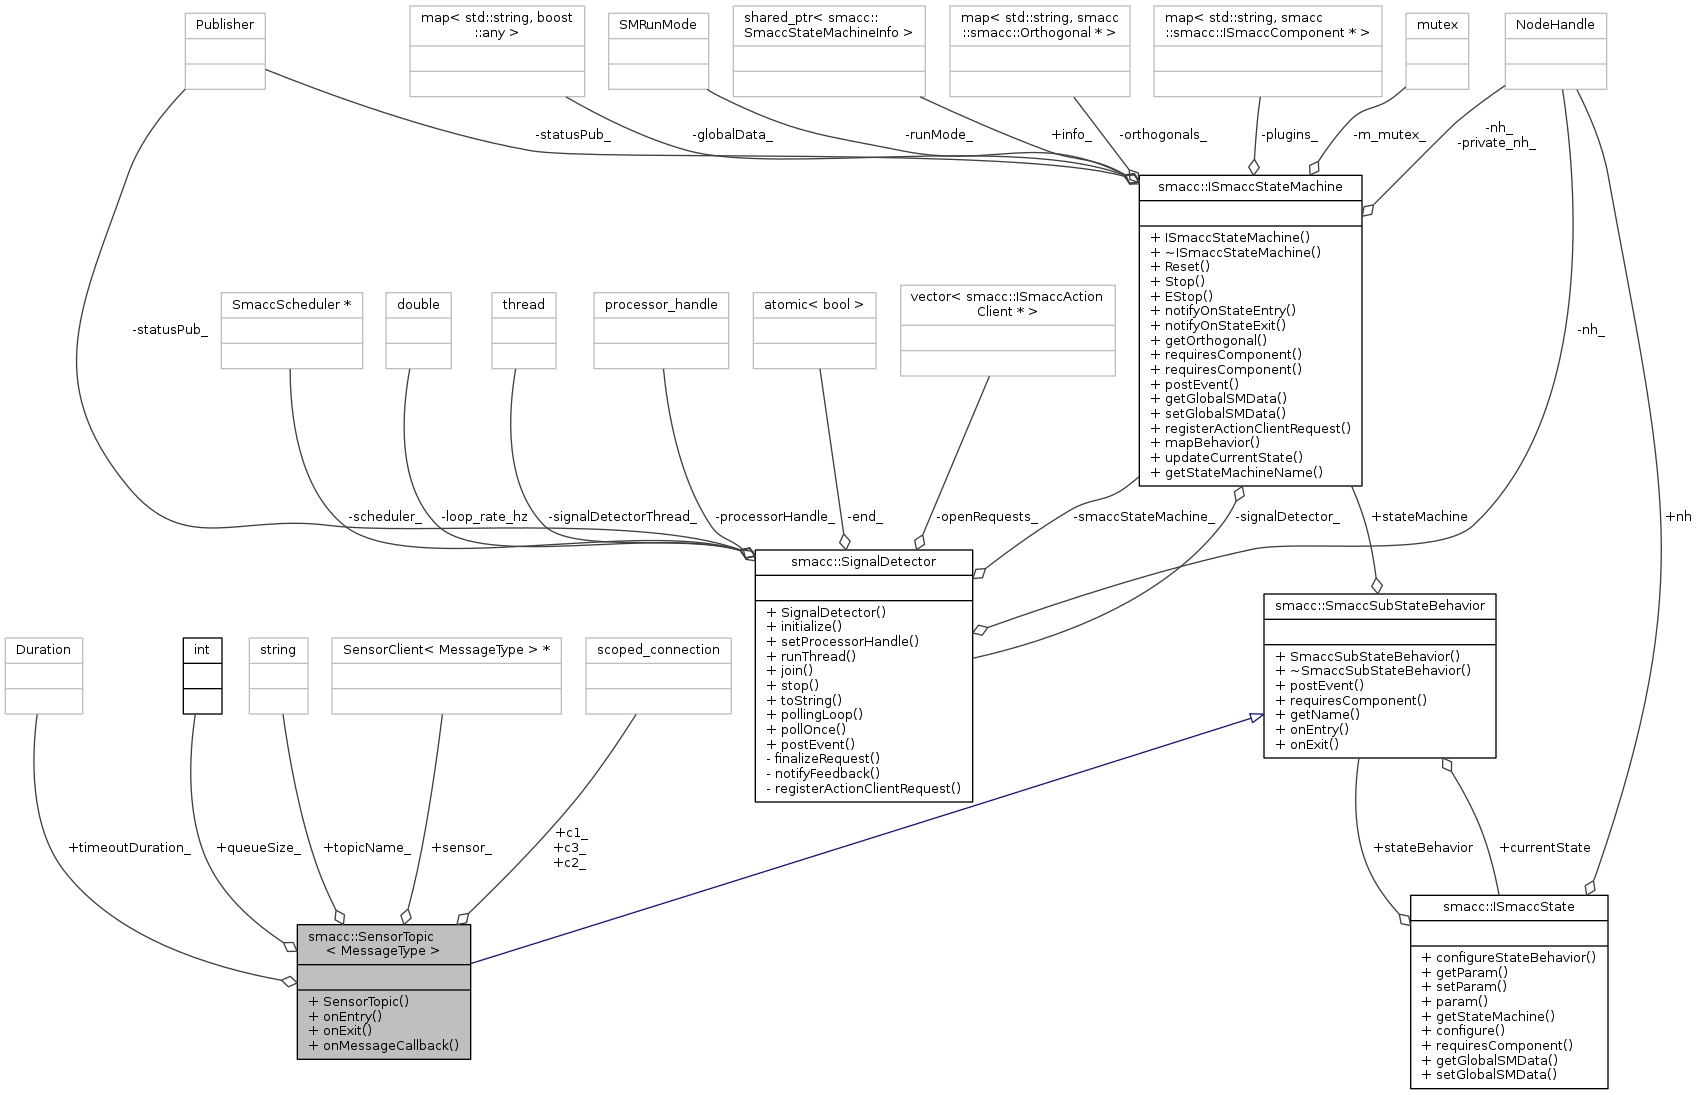 Publisher
map< std::string, boost
::any >
SMRunMode
shared_ptr< smacc::
SmaccStateMachineInfo >
map< std::string, smacc
::smacc::Orthogonal * >
map< std::string, smacc
::smacc::ISmaccComponent * >
mutex
NodeHandle
-statusPub_
-globalData_
-runMode_
+info_
-orthogonals_
-plugins_
-m_mutex_
-nh_
-private_nh_
smacc::ISmaccStateMachine
+ ISmaccStateMachine()
+ ~ISmaccStateMachine()
+ Reset()
+ Stop()
+ EStop()
+ notifyOnStateEntry()
+ notifyOnStateExit()
+ getOrthogonal()
+ requiresComponent()
+ requiresComponent()
+ postEvent()
+ getGlobalSMData()
+ setGlobalSMData()
+ registerActionClientRequest()
+ mapBehavior()
+ updateCurrentState()
+ getStateMachineName()
-statusPub_
SmaccScheduler *
double
thread
processor_handle
atomic< bool >
vector< smacc::ISmaccAction
Client * >
-nh_
-scheduler_
-loop_rate_hz
-signalDetectorThread_
-processorHandle_
-end_
-openRequests_
-smaccStateMachine_
-signalDetector_
+stateMachine
+nh
smacc::SignalDetector
+ SignalDetector()
+ initialize()
+ setProcessorHandle()
+ runThread()
+ join()
+ stop()
+ toString()
+ pollingLoop()
+ pollOnce()
+ postEvent()
- finalizeRequest()
- notifyFeedback()
- registerActionClientRequest()
smacc::SmaccSubStateBehavior
+ SmaccSubStateBehavior()
+ ~SmaccSubStateBehavior()
+ postEvent()
+ requiresComponent()
+ getName()
+ onEntry()
+ onExit()
Duration
int
string
SensorClient< MessageType > *
scoped_connection
+timeoutDuration_
+queueSize_
+topicName_
+sensor_
+c1_
+c3_
+c2_
+stateBehavior
+currentState
smacc::SensorTopic
< MessageType >
+ SensorTopic()
+ onEntry()
+ onExit()
+ onMessageCallback()
smacc::ISmaccState
+ configureStateBehavior()
+ getParam()
+ setParam()
+ param()
+ getStateMachine()
+ configure()
+ requiresComponent()
+ getGlobalSMData()
+ setGlobalSMData()